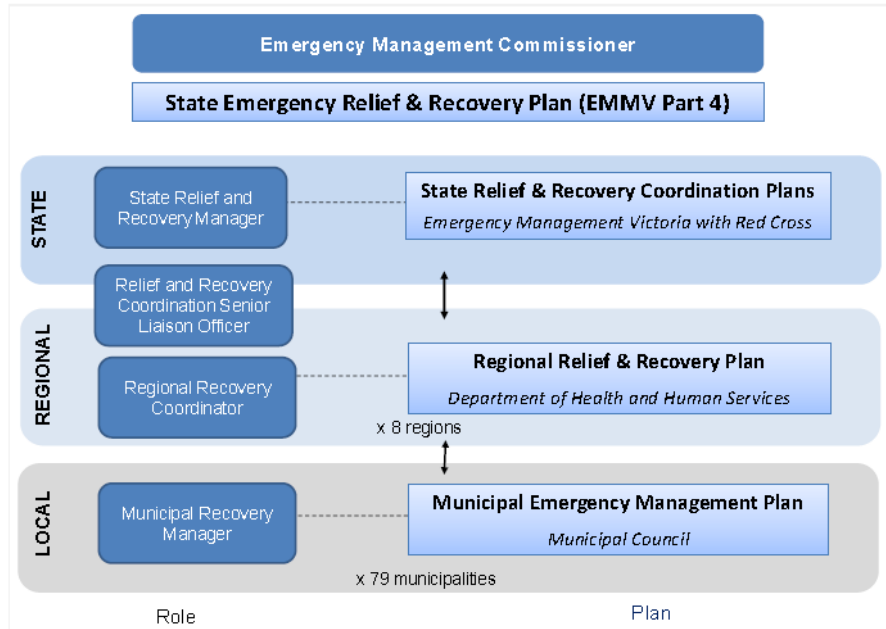 Emergency Management Commissioner
State Emergency Relief & Recovery Plan (EMMV Part 4)
STATE
State Relief and
Recovery Manager
State Relief & Recovery Coordination Plans
Emergency Management Victoria with Red Cross
Relief and Recovery
Coordination Senior
Liaison Officer
REGIONAL
Regional Recovery
Coordinator
Regional Relief & Recovery Plan
Department of Health and Human Services
x 8 regions
LOCAL
Municipal Recovery
Manager
Municipal Emergency Management Plan
Municipal Council
x 79 municipalities
Role
Plan